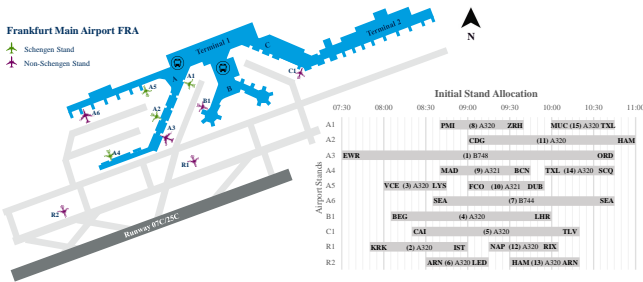 Frankfurt Main Airport FRA
Schengen Stand
Non-Schengen Stand
Terminal 1
Terminal 2
N
A
B
C
A1
A2
A3
A4
A5
A6
B1
C1
R1
R2
Runway 07C/25C
Initial Stand Allocation
07:30 08:00 08:30 09:00 09:30 10:00 10:30 11:00
Airport Stands
A1 PMI (8) A320 ZRH MUC (15) A320 TXL
A2 CDG (11) A320 HAM
A3 EWR (1) B748 ORD
A4 MAD (9) A321 BCN TXL (14) A320 SCQ
A5 VCE (3) A320 LYS FCO (10) A321 DUB
A6 SEA (7) B744 SEA
B1 BEG (4) A320 LHR
C1 CAI (5) A320 TLV
R1 KRK (2) A320 IST NAP (12) A320 RIX
R2 ARN (6) A320 LED HAM (13) A320 ARN